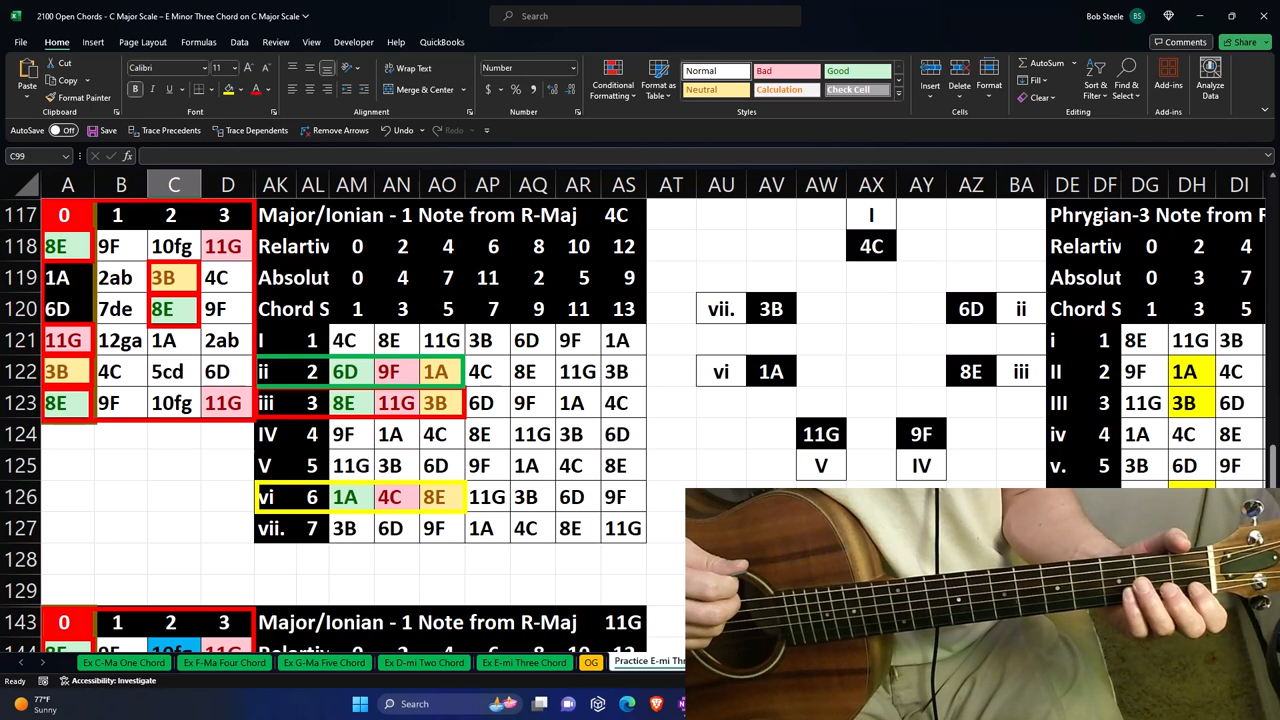 2100 Open Chords - C Major Scale – E Minor Three Chord on C Major Scale
Search
Bob Steele BS
File Home Insert Page Layout Formulas Data Review View Developer Help QuickBooks Comments Share
Paste Cut Copy Format Painter Clipboard
Calibri 11 B I U Font
Wrap Text Merge & Center Alignment
Number $ % Number
Conditional Formatting Format as Table Normal Bad Good Neutral Calculation Check Cell Styles
Insert Delete Format Cells
AutoSum Fill Clear Sort & Filter Find & Select Editing
Add-ins Add-ins Analyze Data
AutoSave Off Save Trace Precedents Trace Dependents Remove Arrows Undo Redo
C99 fx
A B C D AK AL AM AN AO AP AQ AR AS AT AU AV AW AX AY AZ BA DE DF DG DH DI
117 0 1 2 3 Major/Ionian - 1 Note from R-Maj 4C I Phrygian-3 Note from R
118 8E 9F 10fg 11G Relartiv 0 2 4 6 8 10 12 4C Relartiv 0 2 4
119 1A 2ab 3B 4C Absolut 0 4 7 11 2 5 9 Absolut 0 3 7
120 6D 7de 8E 9F Chord S 1 3 5 7 9 11 13 vii. 3B 6D ii Chord S 1 3 5
121 11G 12ga 1A 2ab I 1 4C 8E 11G 3B 6D 9F 1A i 1 8E 11G 3B
122 3B 4C 5cd 6D ii 2 6D 9F 1A 4C 8E 11G 3B vi 1A 8E iii II 2 9F 1A 4C
123 8E 9F 10fg 11G iii 3 8E 11G 3B 6D 9F 1A 4C III 3 11G 3B 6D
124 IV 4 9F 1A 4C 8E 11G 3B 6D 11G 9F iv 4 1A 4C 8E
125 V 5 11G 3B 6D 9F 1A 4C 8E V IV v. 5 3B 6D 9F
126 vi 6 1A 4C 8E 11G 3B 6D 9F
127 vii. 7 3B 6D 9F 1A 4C 8E 11G
128
129
143 0 1 2 3 Major/Ionian - 1 Note from R-Maj 11G
Ex C-Ma One Chord Ex F-Ma Four Chord Ex G-Ma Five Chord Ex D-mi Two Chord Ex E-mi Three Chord OG Practice E-mi Thr
Ready Accessibility: Investigate
77°F
Sunny
Search